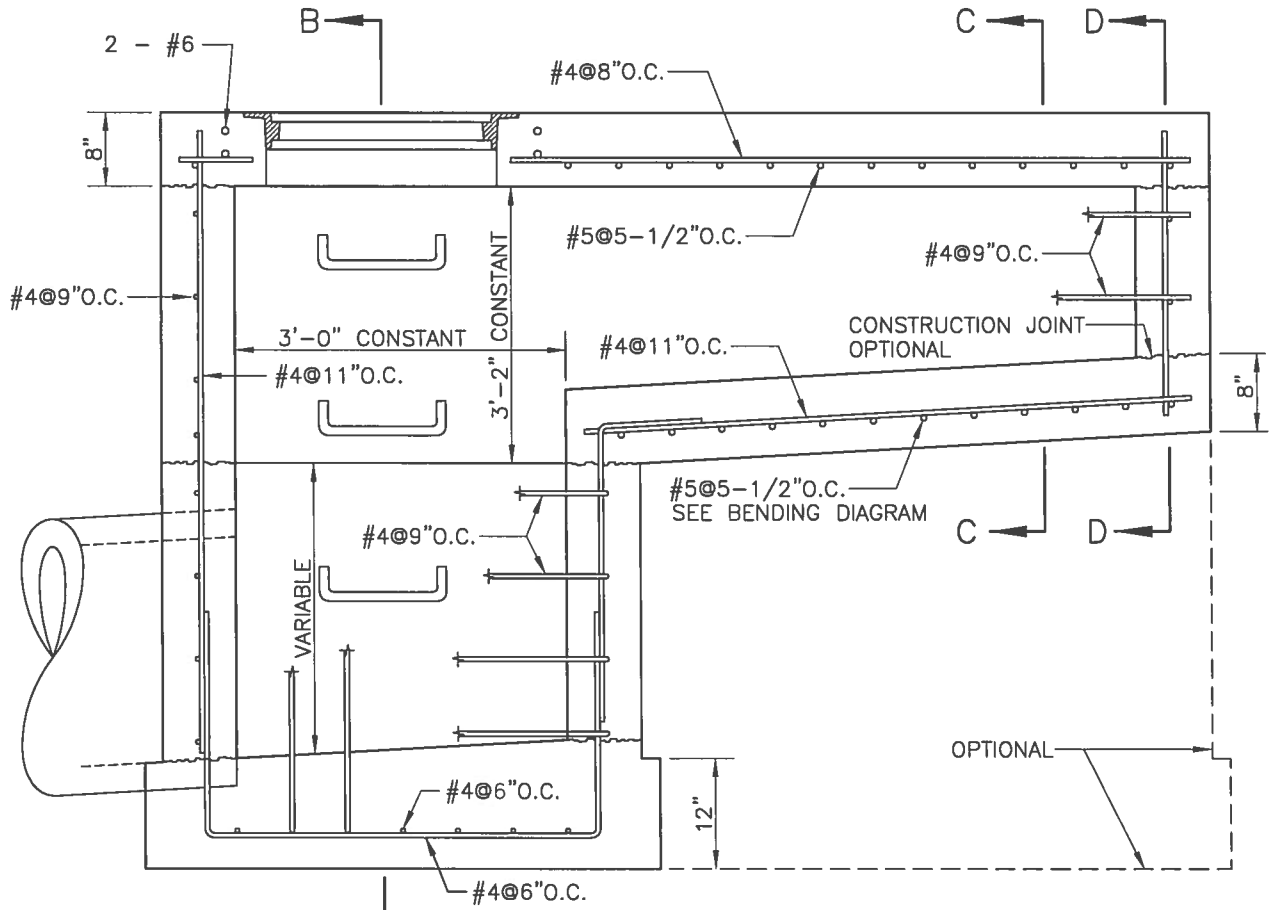 B
C
D
2 - #6
#4@8"O.C.
8"
#5@5-1/2"O.C.
#4@9"O.C.
#4@9"O.C.
3'-2" CONSTANT
3'-0" CONSTANT
CONSTRUCTION JOINT
OPTIONAL
#4@11"O.C.
#4@11"O.C.
8"
#5@5-1/2"O.C.
SEE BENDING DIAGRAM
C
D
#4@9"O.C.
VARIABLE
OPTIONAL
#4@6"O.C.
12"
#4@6"O.C.